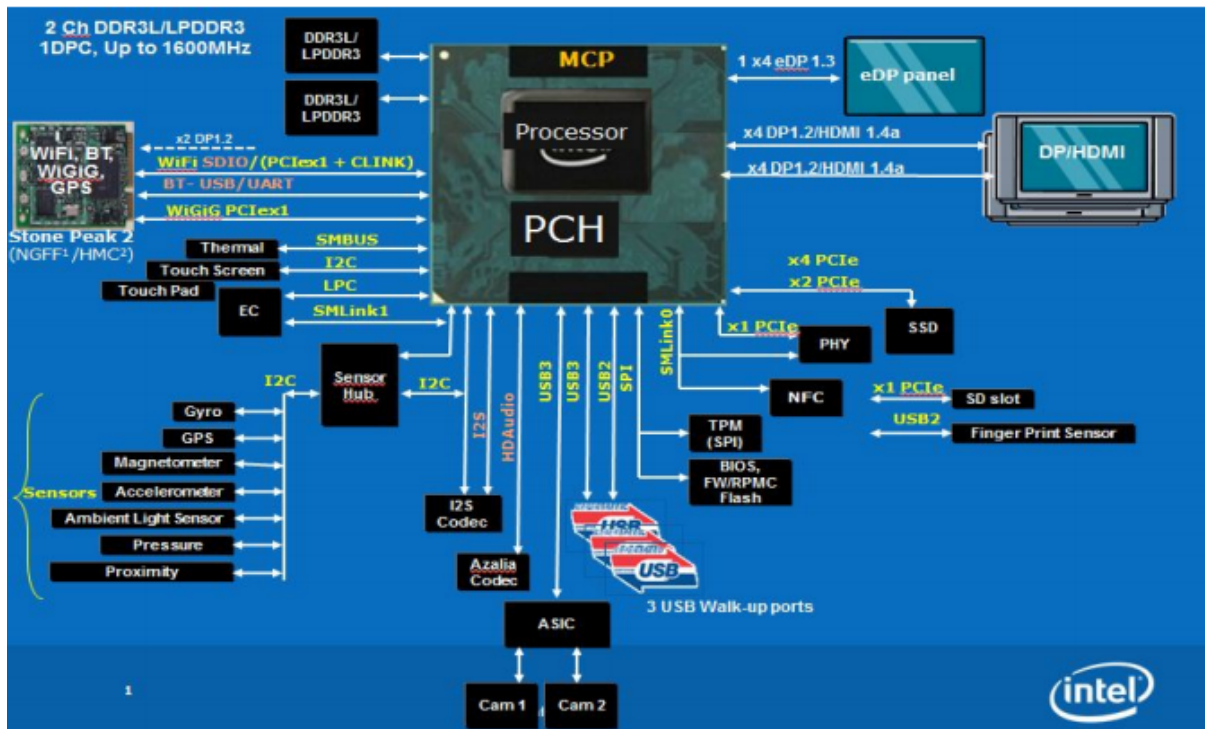 2 Ch DDR3L/LPDDR3
1DPC, Up to 1600MHz
DDR3L/
LPDDR3
DDR3L/
LPDDR3
MCP
Processor
intel
PCH
1 x4 eDP 1.3
eDP panel
x4 DP1.2/HDMI 1.4a
x4 DP1.2/HDMI 1.4a
DP/HDMI
WiFi, BT,
WiGiG,
GPS
x2 DP1.2
WiFi SDIO/(PCIex1 + CLINK)
BT- USB/UART
WiGiG PCIex1
Stone Peak 2
(NGFF¹/HMC²)
Thermal
SMBUS
Touch Screen
I2C
Touch Pad
LPC
EC
SMLink1
x4 PCIe
x2 PCIe
SSD
x1 PCIe
PHY
SMLink0
NFC
x1 PCIe
SD slot
USB2
Finger Print Sensor
I2C
Sensor
Hub
I2C
I2S
HDAudio
USB3
USB3
USB2
SPI
TPM
(SPI)
BIOS,
FW/RPMC
Flash
Sensors
Gyro
GPS
Magnetometer
Accelerometer
Ambient Light Sensor
Pressure
Proximity
I2S
Codec
Azalia
Codec
USB
USB
3 USB Walk-up ports
ASIC
Cam 1
Cam 2
1
intel